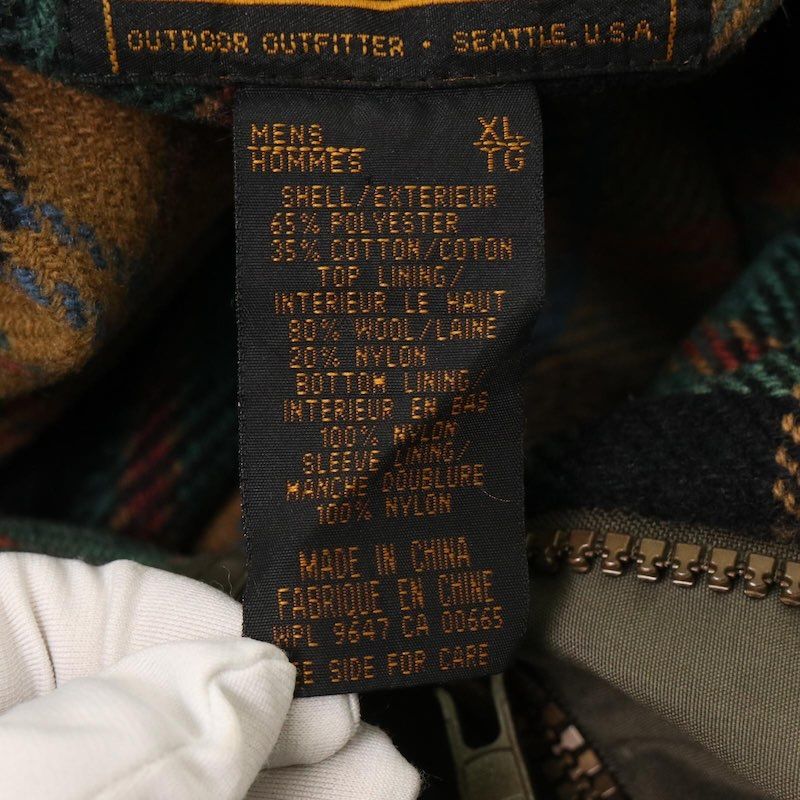 OUTDOOR OUTFITTER · SEATTLE, U.S.A.
MENS XL
HOMMES TG
SHELL/EXTERIEUR
65% POLYESTER
35% COTTON/COTON
TOP LINING/
INTERIEUR LE HAUT
80% WOOL/LAINE
20% NYLON
BOTTOM LINING/
INTERIEUR EN BAS
100% NYLON
SLEEVE LINING/
MANCHE DOUBLURE
100% NYLON
MADE IN CHINA
FABRIQUE EN CHINE
WPL 9647 CA 00665
SIDE FOR CARE